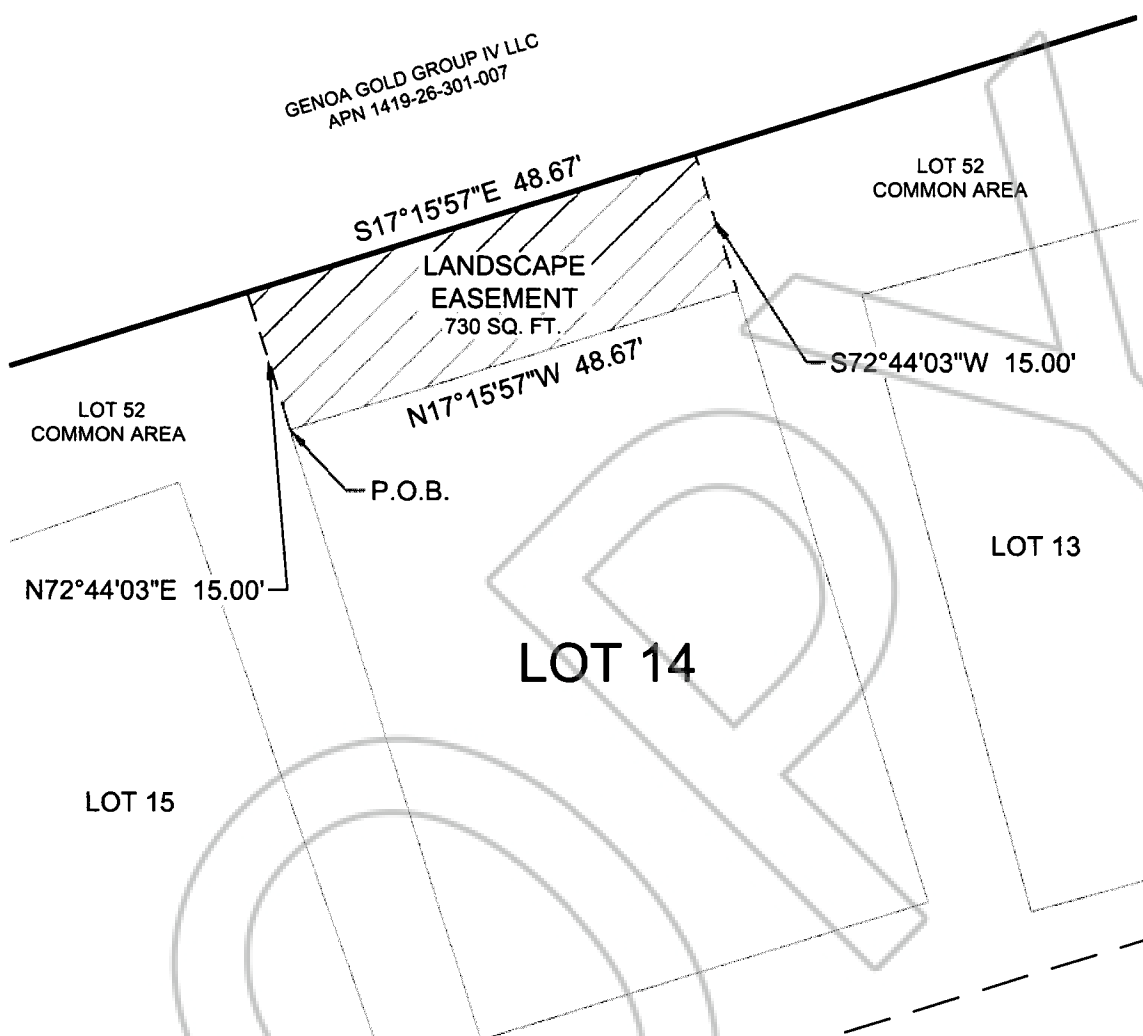 GENOA GOLD GROUP IV LLC
APN 1419-26-301-007
S17°15'57"E 48.67'
LOT 52
COMMON AREA
LANDSCAPE
EASEMENT
730 SQ. FT.
N17°15'57"W 48.67'
S72°44'03"W 15.00'
LOT 52
COMMON AREA
P.O.B.
N72°44'03"E 15.00'
LOT 13
LOT 14
LOT 15